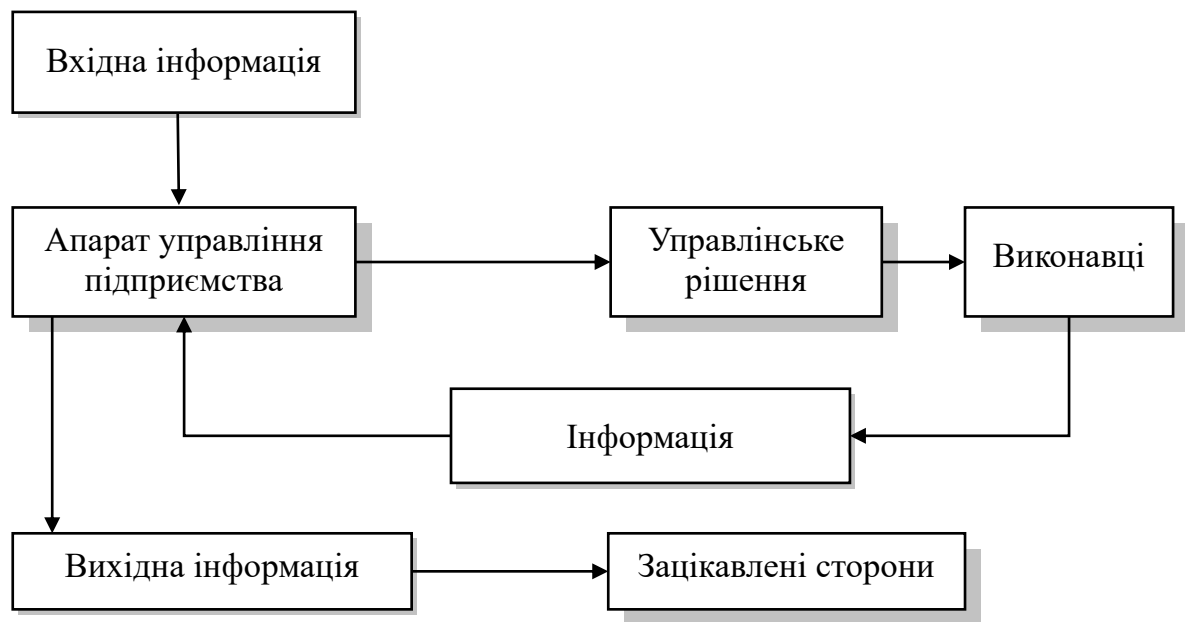 Вхідна інформація
Апарат управління
підприємства
Управлінське
рішення
Виконавці
Інформація
Вихідна інформація
Зацікавлені сторони